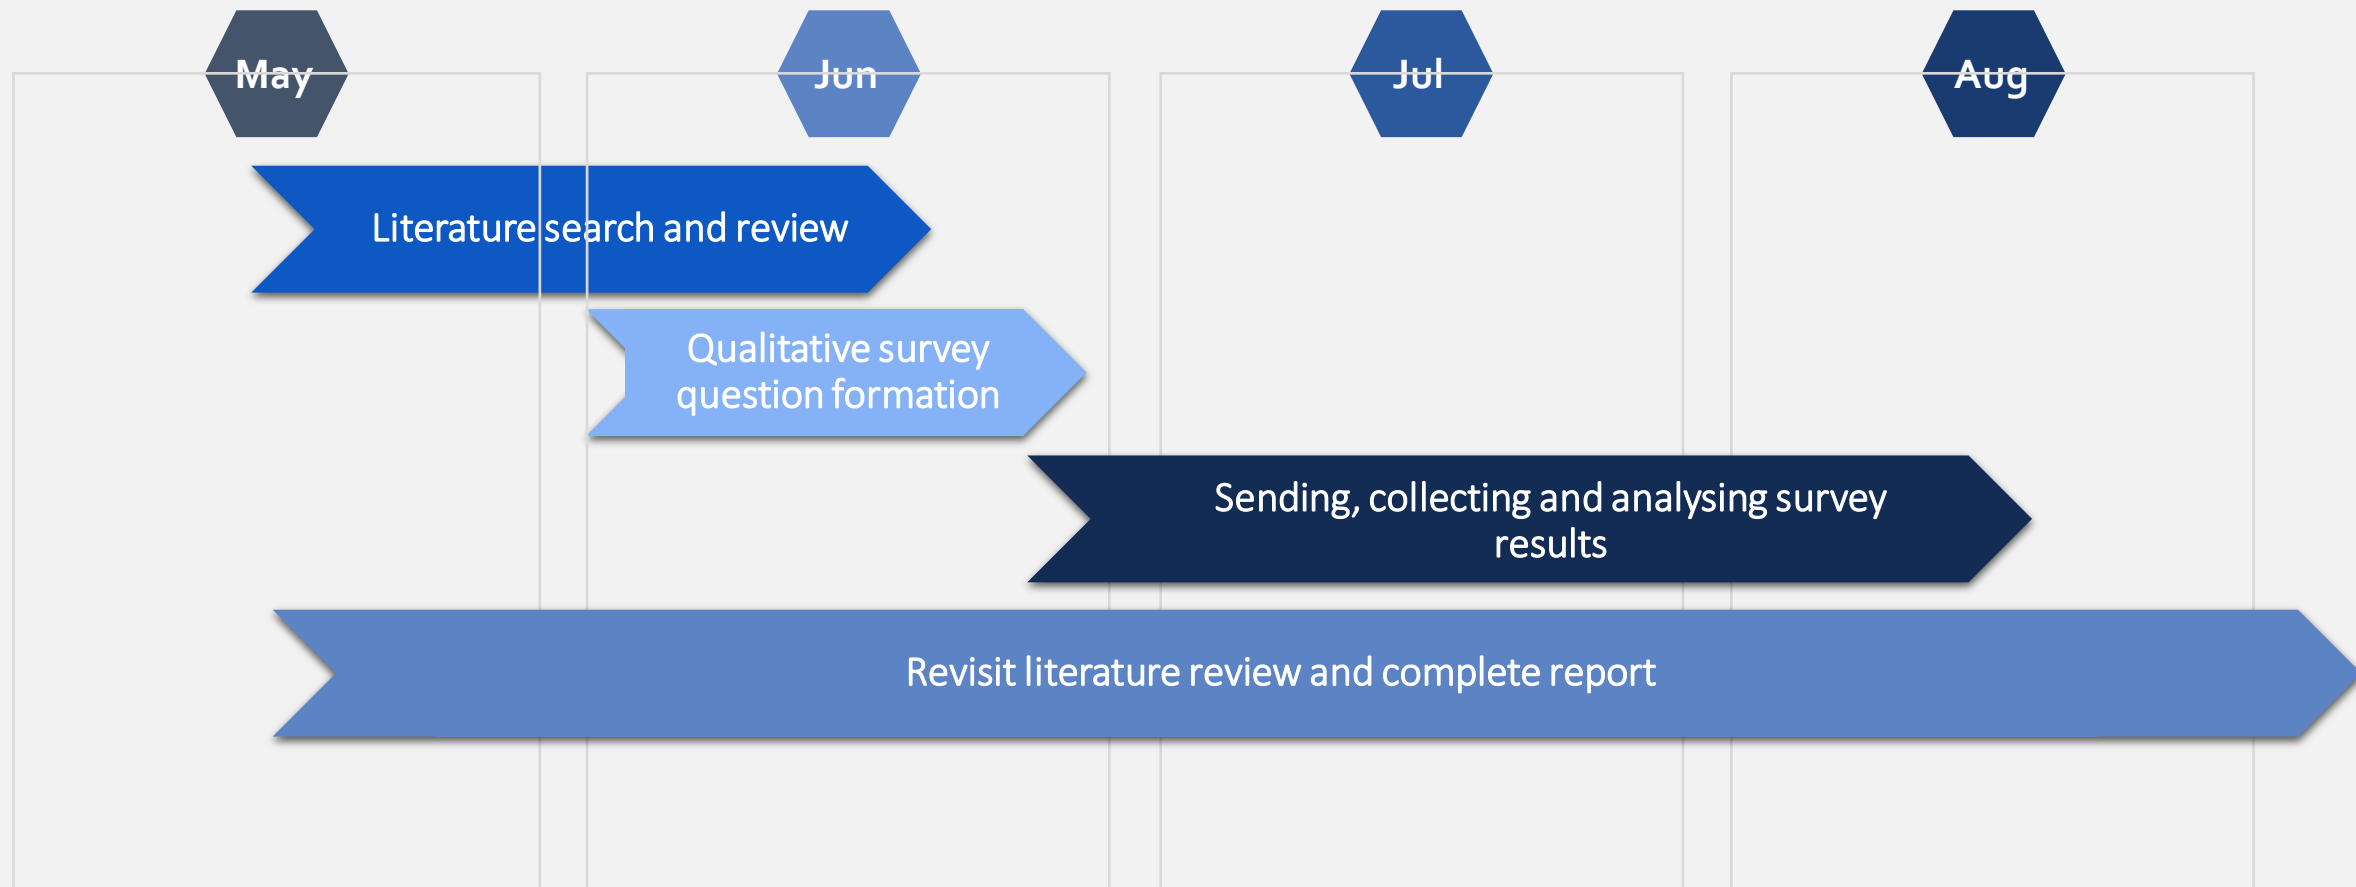 May
Jun
Jul
Aug
Literature search and review
Qualitative survey
question formation
Sending, collecting and analysing survey
results
Revisit literature review and complete report